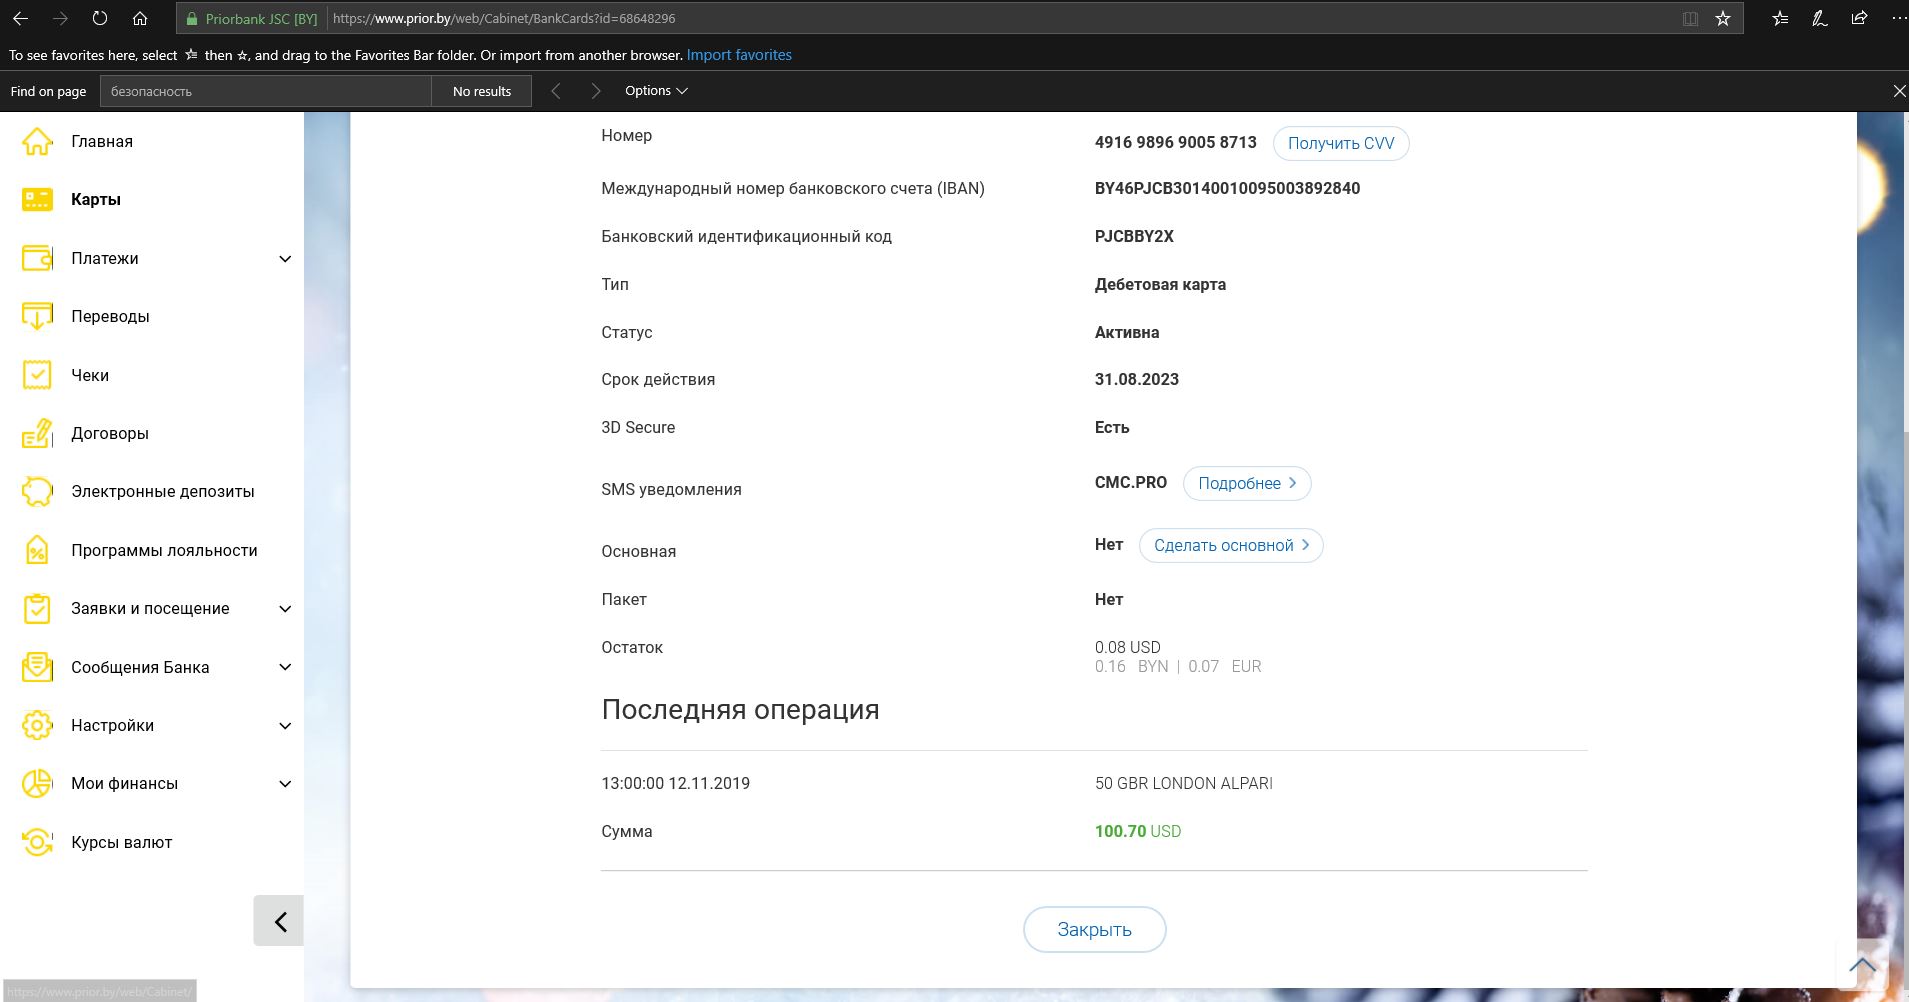 Priorbank JSC [BY] https://www.prior.by/web/Cabinet/BankCards?id=68648296
To see favorites here, select then ☆, and drag to the Favorites Bar folder. Or import from another browser. Import favorites
Find on page безопасность No results Options
Главная
Карты
Платежи
Переводы
Чеки
Договоры
Электронные депозиты
Программы лояльности
Заявки и посещение
Сообщения Банка
Настройки
Мои финансы
Курсы валют
Номер 4916 9896 9005 8713 Получить CVV
Международный номер банковского счета (IBAN) BY46PJCB30140010095003892840
Банковский идентификационный код PJCBBY2X
Тип Дебетовая карта
Статус Активна
Срок действия 31.08.2023
3D Secure Есть
SMS уведомления СМС.PRO Подробнее
Основная Нет Сделать основной
Пакет Нет
Остаток 0.08 USD
0.16 BYN | 0.07 EUR
Последняя операция
13:00:00 12.11.2019 50 GBR LONDON ALPARI
Сумма 100.70 USD
Закрыть
https://www.prior.by/web/Cabinet/